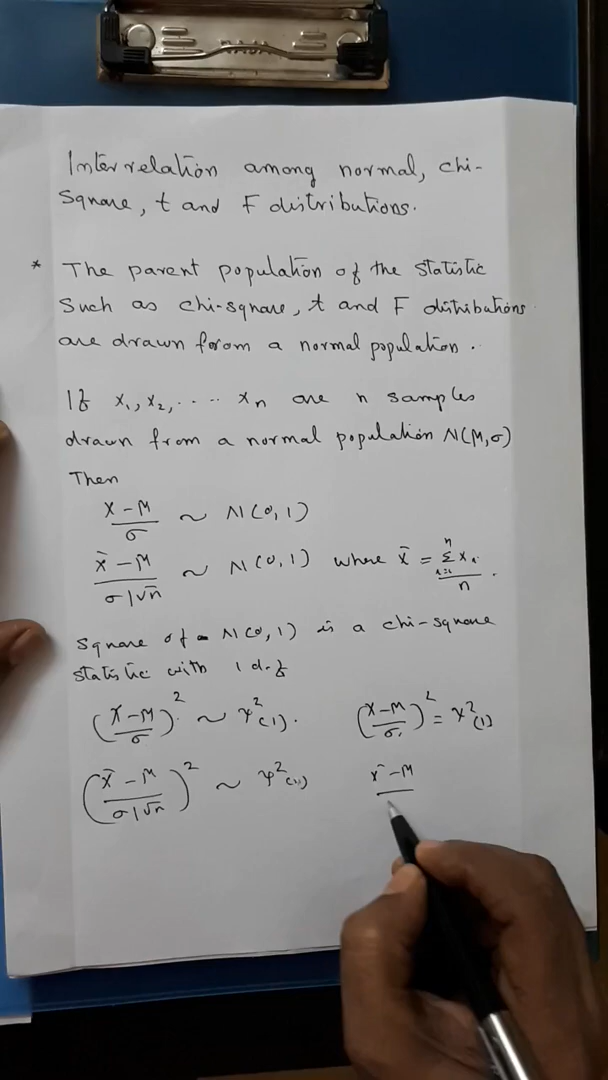 Interrelation among normal, chi-
square, t and F distributions.
* The parent population of the statistic
such as chi-square, t and F distributions
are drawn from a normal population.
If x₁, x₂, ..... xₙ are n samples
drawn from a normal population N(M, σ)
Then
(x - M)/σ ~ N(0, 1)
(x̄ - M)/(σ/√n) ~ N(0, 1) where x̄ = (Σᵢ₌₁ⁿ xᵢ)/n.
square of a N(0, 1) is a chi-square
statistic with 1 d.f
((x - M)/σ)² ~ χ²(1). ((x - M)/σ)² = χ²(1)
((x̄ - M)/(σ/√n))² ~ χ²(1) x̄ - M